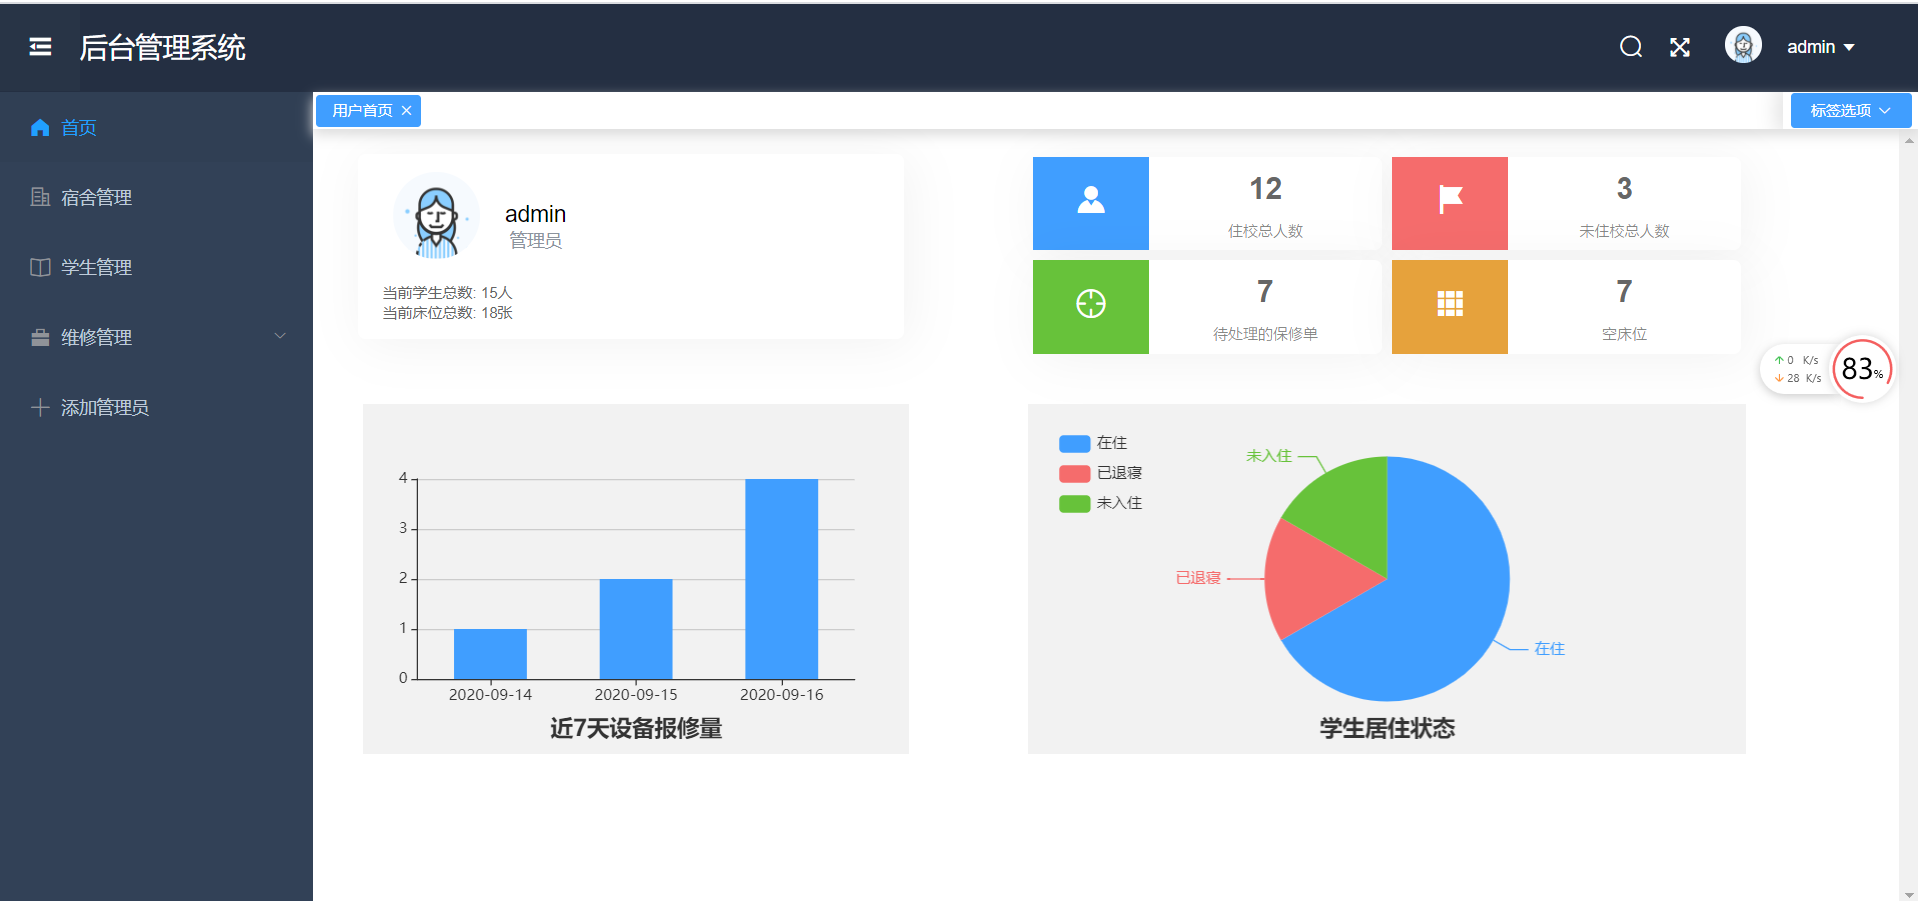 后台管理系统
admin
首页
宿舍管理
学生管理
维修管理
添加管理员
用户首页
标签选项
admin
管理员
当前学生总数: 15人
当前床位总数: 18张
12
住校总人数
3
未住校总人数
7
待处理的保修单
7
空床位
0 K/s
28 K/s
83%
4
3
2
1
0
2020-09-14
2020-09-15
2020-09-16
近7天设备报修量
在住
已退寝
未入住
未入住
已退寝
在住
学生居住状态